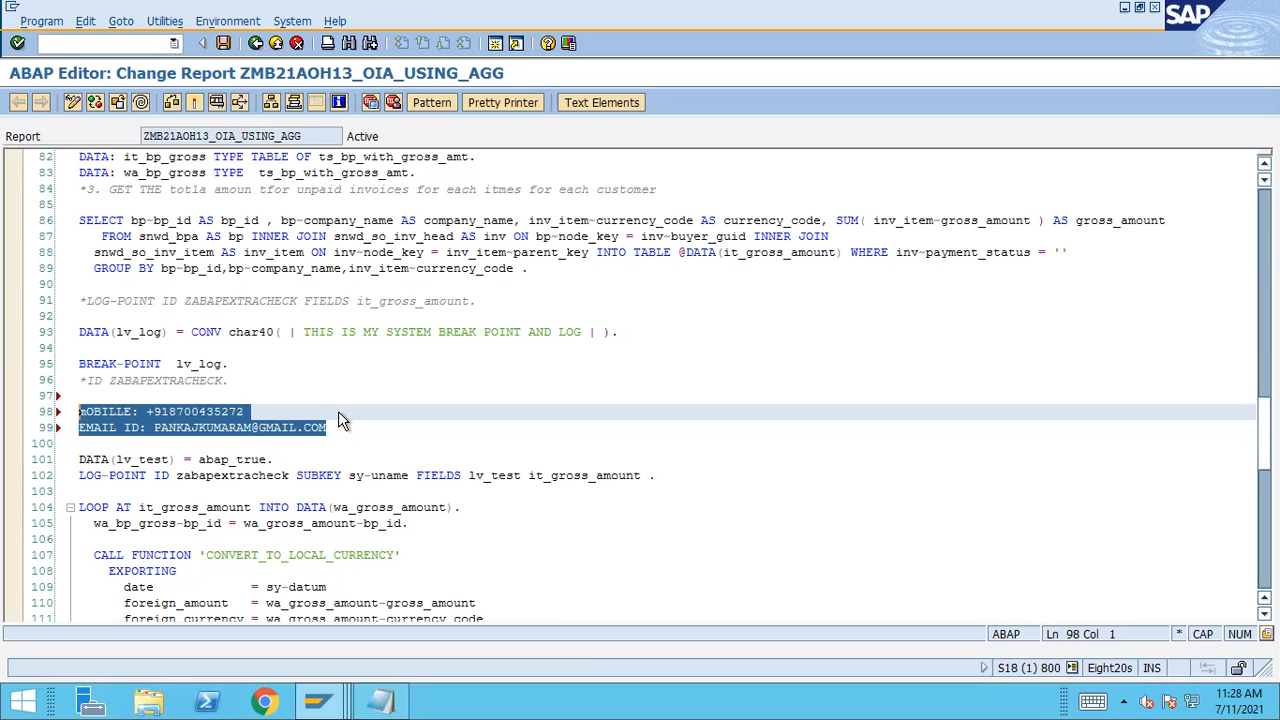 Program Edit Goto Utilities Environment System Help
SAP
ABAP Editor: Change Report ZMB21AOH13_OIA_USING_AGG
Pattern Pretty Printer Text Elements
Report ZMB21AOH13_OIA_USING_AGG Active
82 DATA: it_bp_gross TYPE TABLE OF ts_bp_with_gross_amt.
83 DATA: wa_bp_gross TYPE ts_bp_with_gross_amt.
84 *3. GET THE totla amoun tfor unpaid invoices for each itmes for each customer
85
86 SELECT bp~bp_id AS bp_id , bp~company_name AS company_name, inv_item~currency_code AS currency_code, SUM( inv_item~gross_amount ) AS gross_amount
87 FROM snwd_bpa AS bp INNER JOIN snwd_so_inv_head AS inv ON bp~node_key = inv~buyer_guid INNER JOIN
88 snwd_so_inv_item AS inv_item ON inv~node_key = inv_item~parent_key INTO TABLE @DATA(it_gross_amount) WHERE inv~payment_status = ''
89 GROUP BY bp~bp_id,bp~company_name,inv_item~currency_code .
90
91 *LOG-POINT ID ZABAPEXTRACHECK FIELDS it_gross_amount.
92
93 DATA(lv_log) = CONV char40( | THIS IS MY SYSTEM BREAK POINT AND LOG | ).
94
95 BREAK-POINT lv_log.
96 *ID ZABAPEXTRACHECK.
97
98 mOBILLE: +918700435272
99 EMAIL ID: PANKAJKUMARAM@GMAIL.COM
100
101 DATA(lv_test) = abap_true.
102 LOG-POINT ID zabapextracheck SUBKEY sy-uname FIELDS lv_test it_gross_amount .
103
104 LOOP AT it_gross_amount INTO DATA(wa_gross_amount).
105 wa_bp_gross-bp_id = wa_gross_amount-bp_id.
106
107 CALL FUNCTION 'CONVERT_TO_LOCAL_CURRENCY'
108 EXPORTING
109 date = sy-datum
110 foreign_amount = wa_gross_amount-gross_amount
111 foreign_currency = wa_gross_amount-currency_code
ABAP Ln 98 Col 1 * CAP NUM
S18 (1) 800 Eight20s INS
11:28 AM
7/11/2021